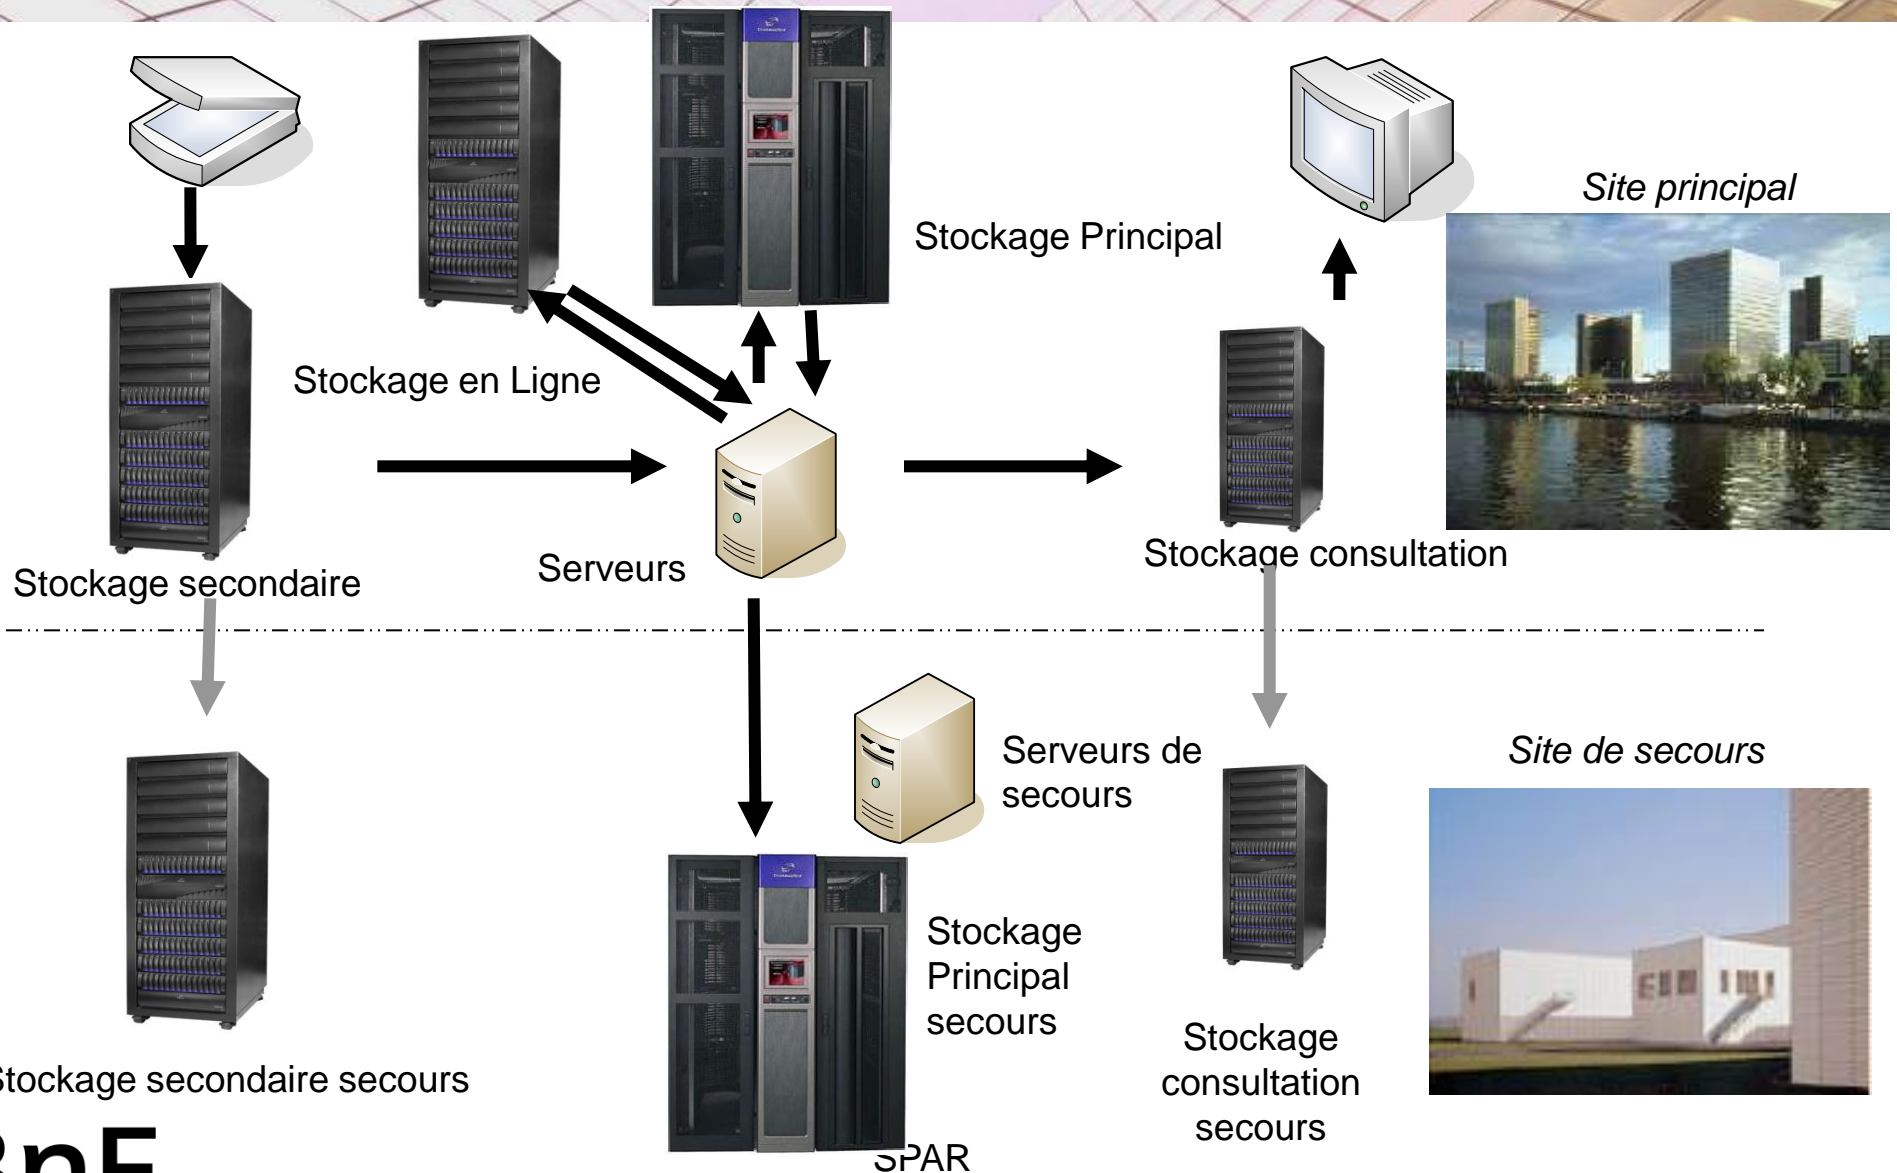 Site principal
Stockage Principal
Stockage en Ligne
Serveurs
Stockage consultation
Stockage secondaire
Serveurs de
secours
Site de secours
Stockage
Principal
secours
Stockage
consultation
secours
Stockage secondaire secours
BnF
SPAR